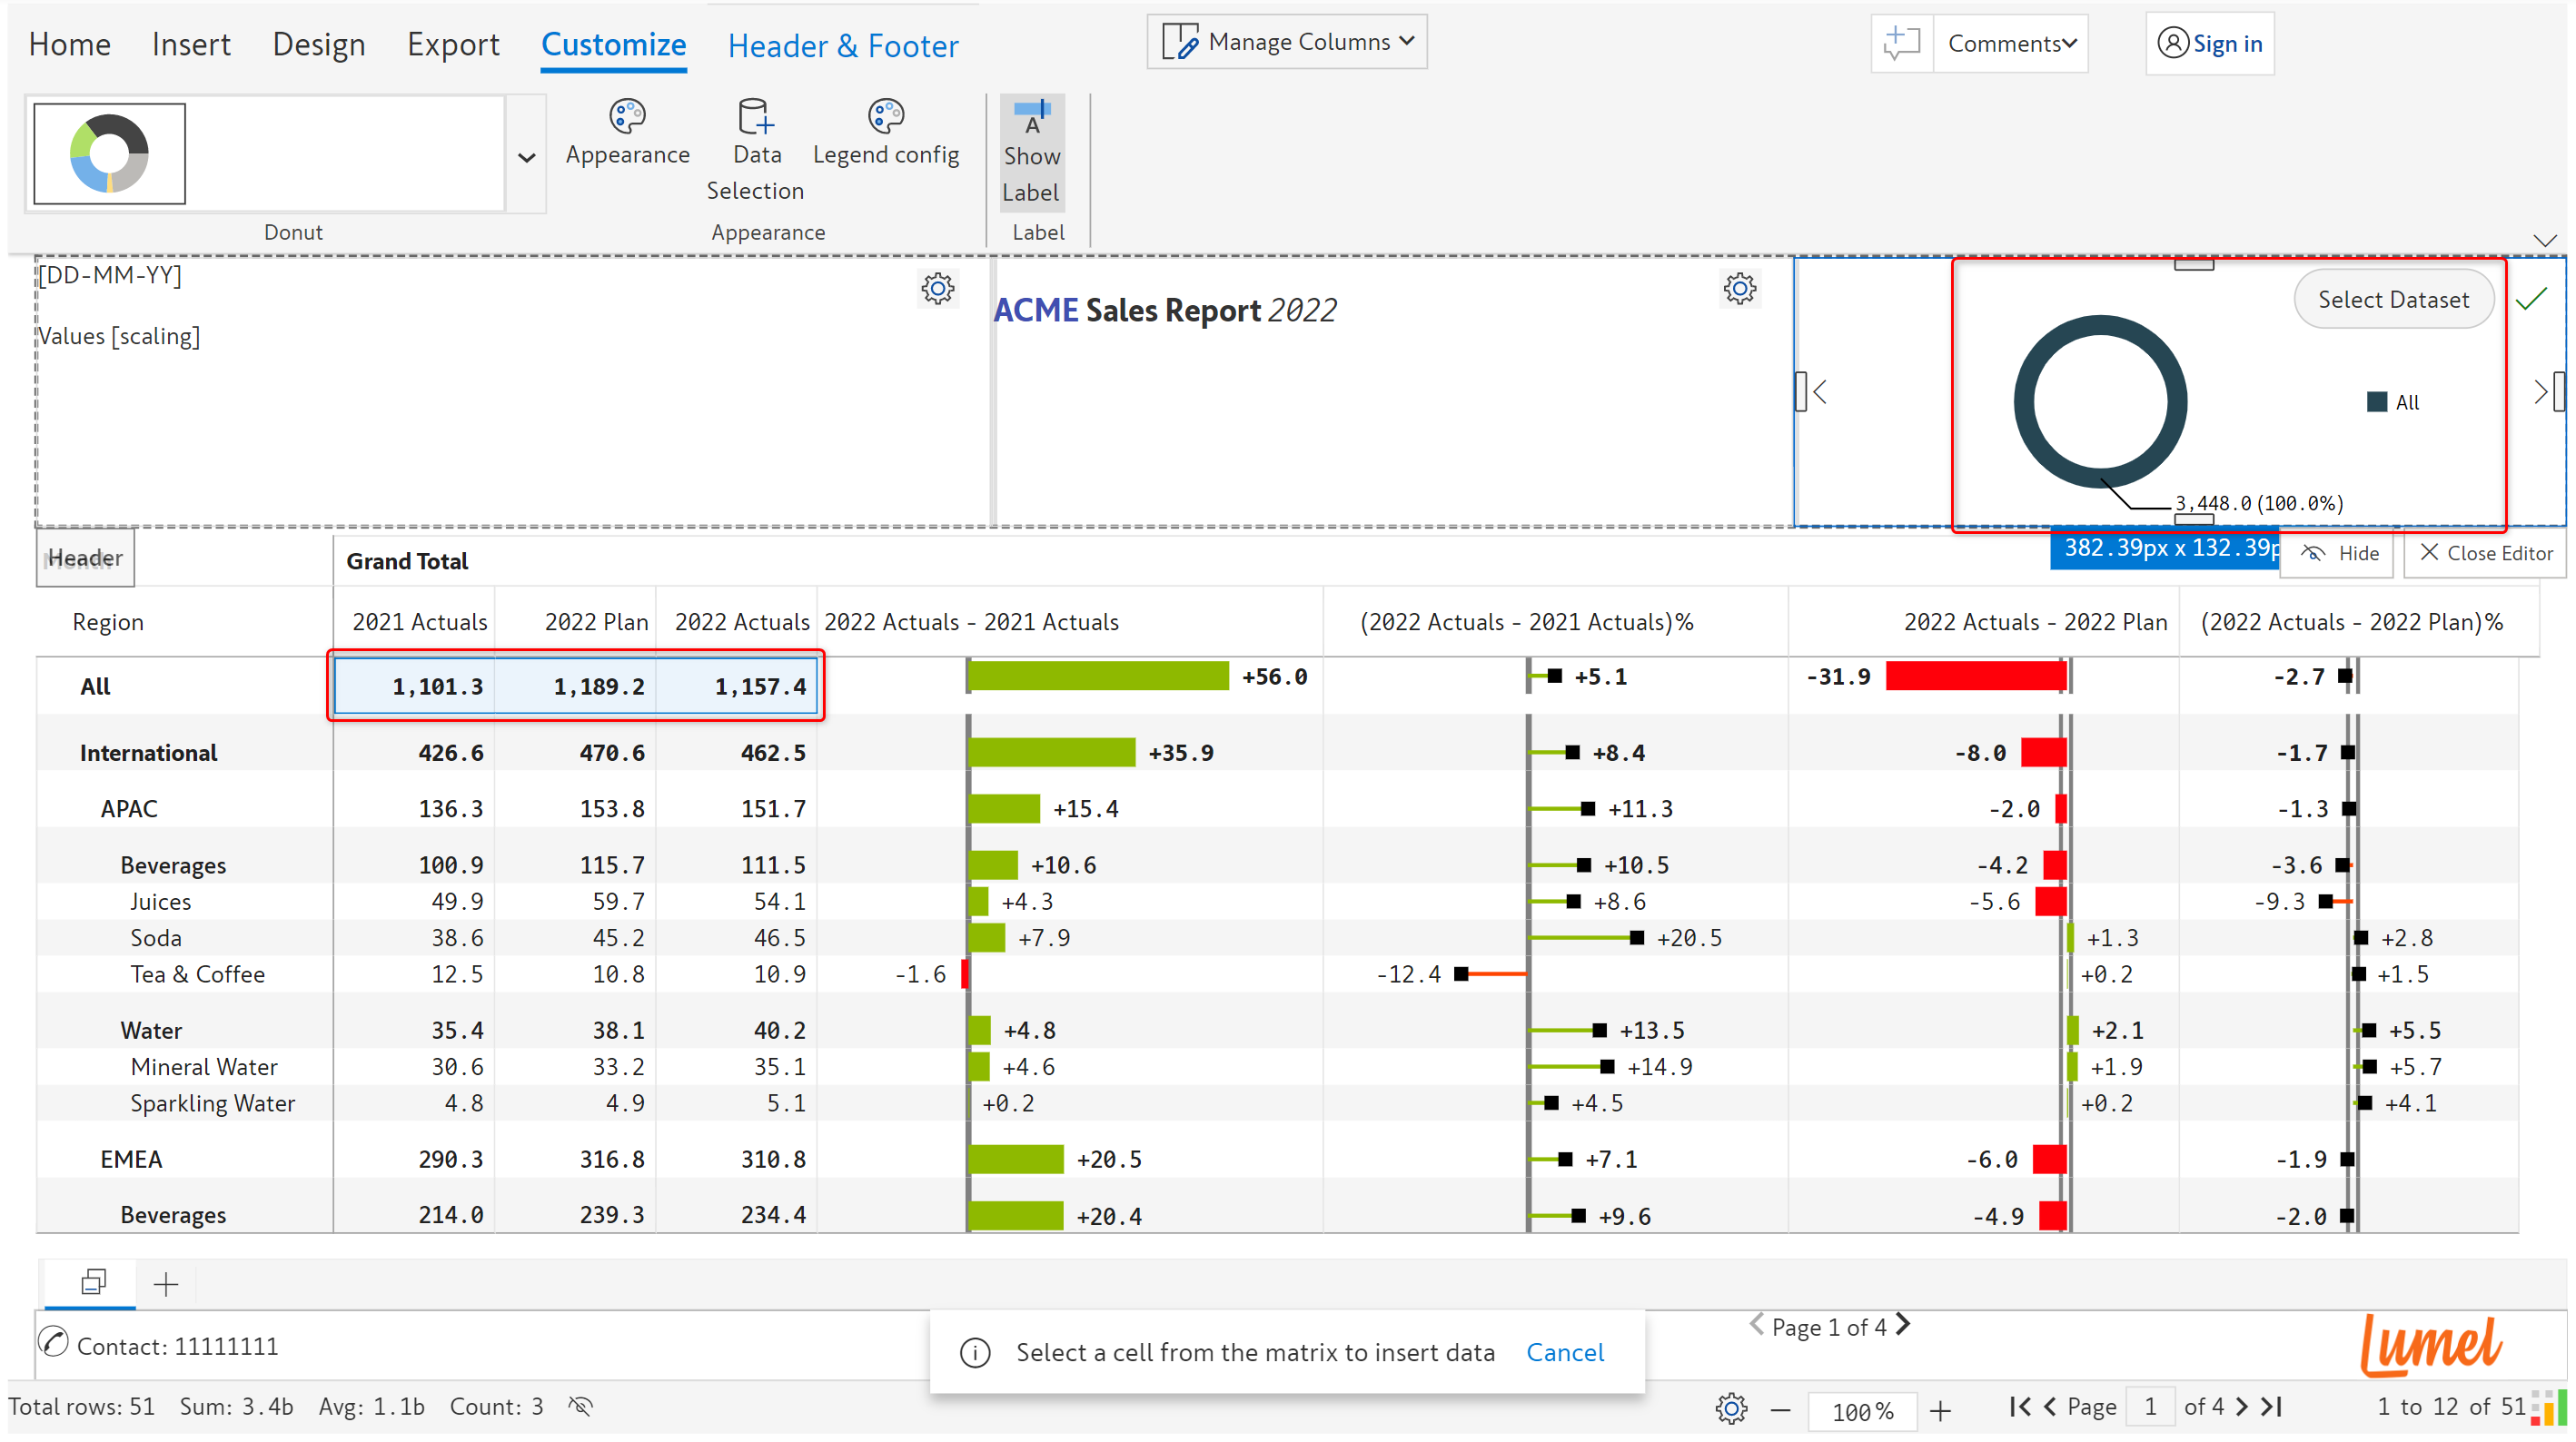 Home Insert Design Export Customize Header & Footer Manage Columns Comments Sign in
Appearance Data Selection Legend config A Show Label
Donut Appearance Label
[DD-MM-YY]
Values [scaling]
ACME Sales Report 2022
Select Dataset
All
3,448.0 (100.0%)
382.39px x 132.39p Hide Close Editor
Header Grand Total
Region 2021 Actuals 2022 Plan 2022 Actuals 2022 Actuals - 2021 Actuals (2022 Actuals - 2021 Actuals)% 2022 Actuals - 2022 Plan (2022 Actuals - 2022 Plan)%
All 1,101.3 1,189.2 1,157.4 +56.0 +5.1 -31.9 -2.7
International 426.6 470.6 462.5 +35.9 +8.4 -8.0 -1.7
APAC 136.3 153.8 151.7 +15.4 +11.3 -2.0 -1.3
Beverages 100.9 115.7 111.5 +10.6 +10.5 -4.2 -3.6
Juices 49.9 59.7 54.1 +4.3 +8.6 -5.6 -9.3
Soda 38.6 45.2 46.5 +7.9 +20.5 +1.3 +2.8
Tea & Coffee 12.5 10.8 10.9 -1.6 -12.4 +0.2 +1.5
Water 35.4 38.1 40.2 +4.8 +13.5 +2.1 +5.5
Mineral Water 30.6 33.2 35.1 +4.6 +14.9 +1.9 +5.7
Sparkling Water 4.8 4.9 5.1 +0.2 +4.5 +0.2 +4.1
EMEA 290.3 316.8 310.8 +20.5 +7.1 -6.0 -1.9
Beverages 214.0 239.3 234.4 +20.4 +9.6 -4.9 -2.0
Contact: 11111111
Select a cell from the matrix to insert data Cancel
Page 1 of 4
Lumel
Total rows: 51 Sum: 3.4b Avg: 1.1b Count: 3 100% Page 1 of 4 1 to 12 of 51